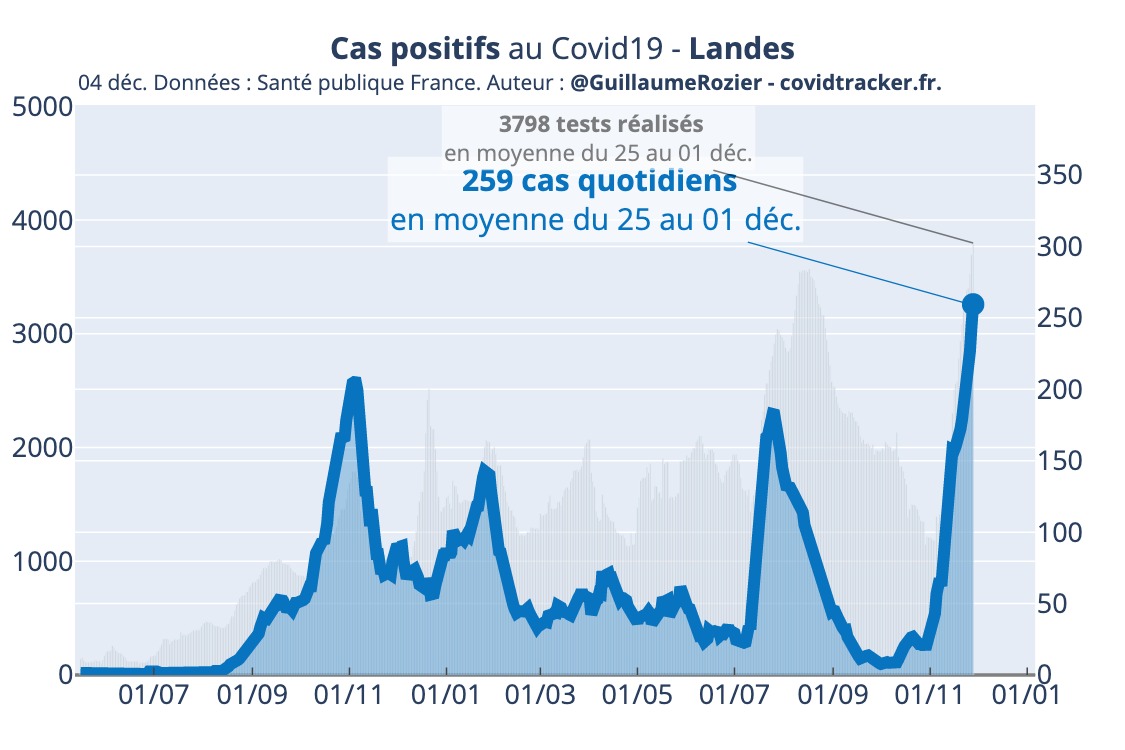 Cas positifs au Covid19 - Landes
04 déc. Données : Santé publique France. Auteur : @GuillaumeRozier - covidtracker.fr.
3798 tests réalisés
en moyenne du 25 au 01 déc.
259 cas quotidiens
en moyenne du 25 au 01 déc.
5000
4000
3000
2000
1000
0
350
300
250
200
150
100
50
0
01/07 01/09 01/11 01/01 01/03 01/05 01/07 01/09 01/11 01/01